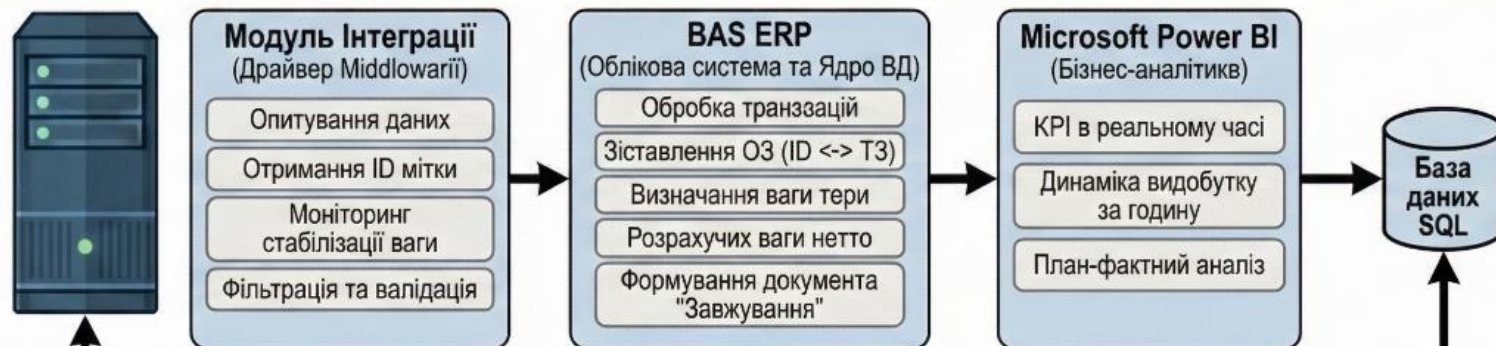 Модуль Інтеграції
(Драйвер Middlowarії)
Опитування даних
Отримання ID мітки
Моніторинг
стабілізації ваги
Фільтрація та валідація
BAS ERP
(Облікова система та Ядро ВД)
Обробка транззацій
Зіставлення ОЗ (ID <-> ТЗ)
Визначання ваги тери
Розрахучих ваги нетто
Формування документа
"Завжування"
Microsoft Power BI
(Бізнес-аналітикв)
KPI в реальному часі
Динаміка видобутку
за годину
План-фактний аналіз
База
даних
SQL